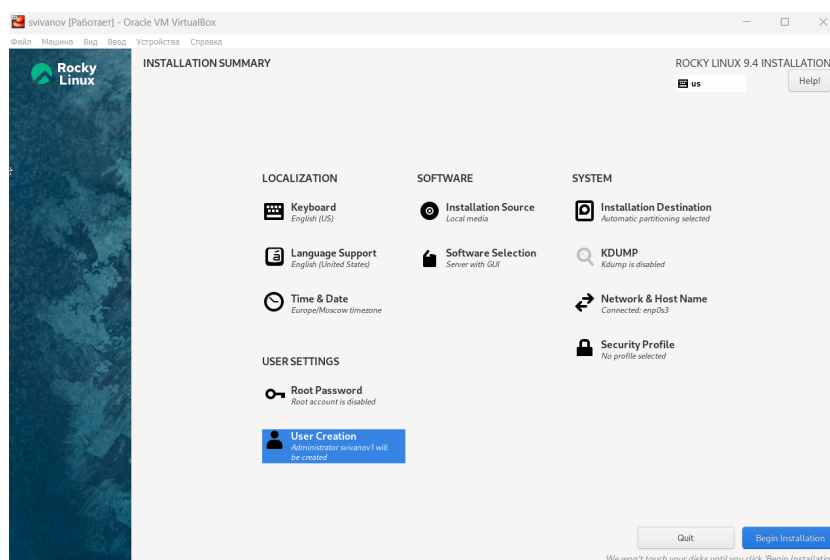 svivanov [Работает] - Oracle VM VirtualBox
Файл Машина Вид Ввод Устройства Справка
Rocky
Linux
INSTALLATION SUMMARY
ROCKY LINUX 9.4 INSTALLATION
us
Help!
LOCALIZATION
Keyboard
English (US)
Language Support
English (United States)
Time & Date
Europe/Moscow timezone
SOFTWARE
Installation Source
Local media
Software Selection
Server with GUI
SYSTEM
Installation Destination
Automatic partitioning selected
KDUMP
Kdump is disabled
Network & Host Name
Connected: enp0s3
Security Profile
No profile selected
USER SETTINGS
Root Password
Root account is disabled
User Creation
Administrator svivanov1 will
be created
Quit
Begin Installation
We won't touch your disks until you click 'Begin Installatio